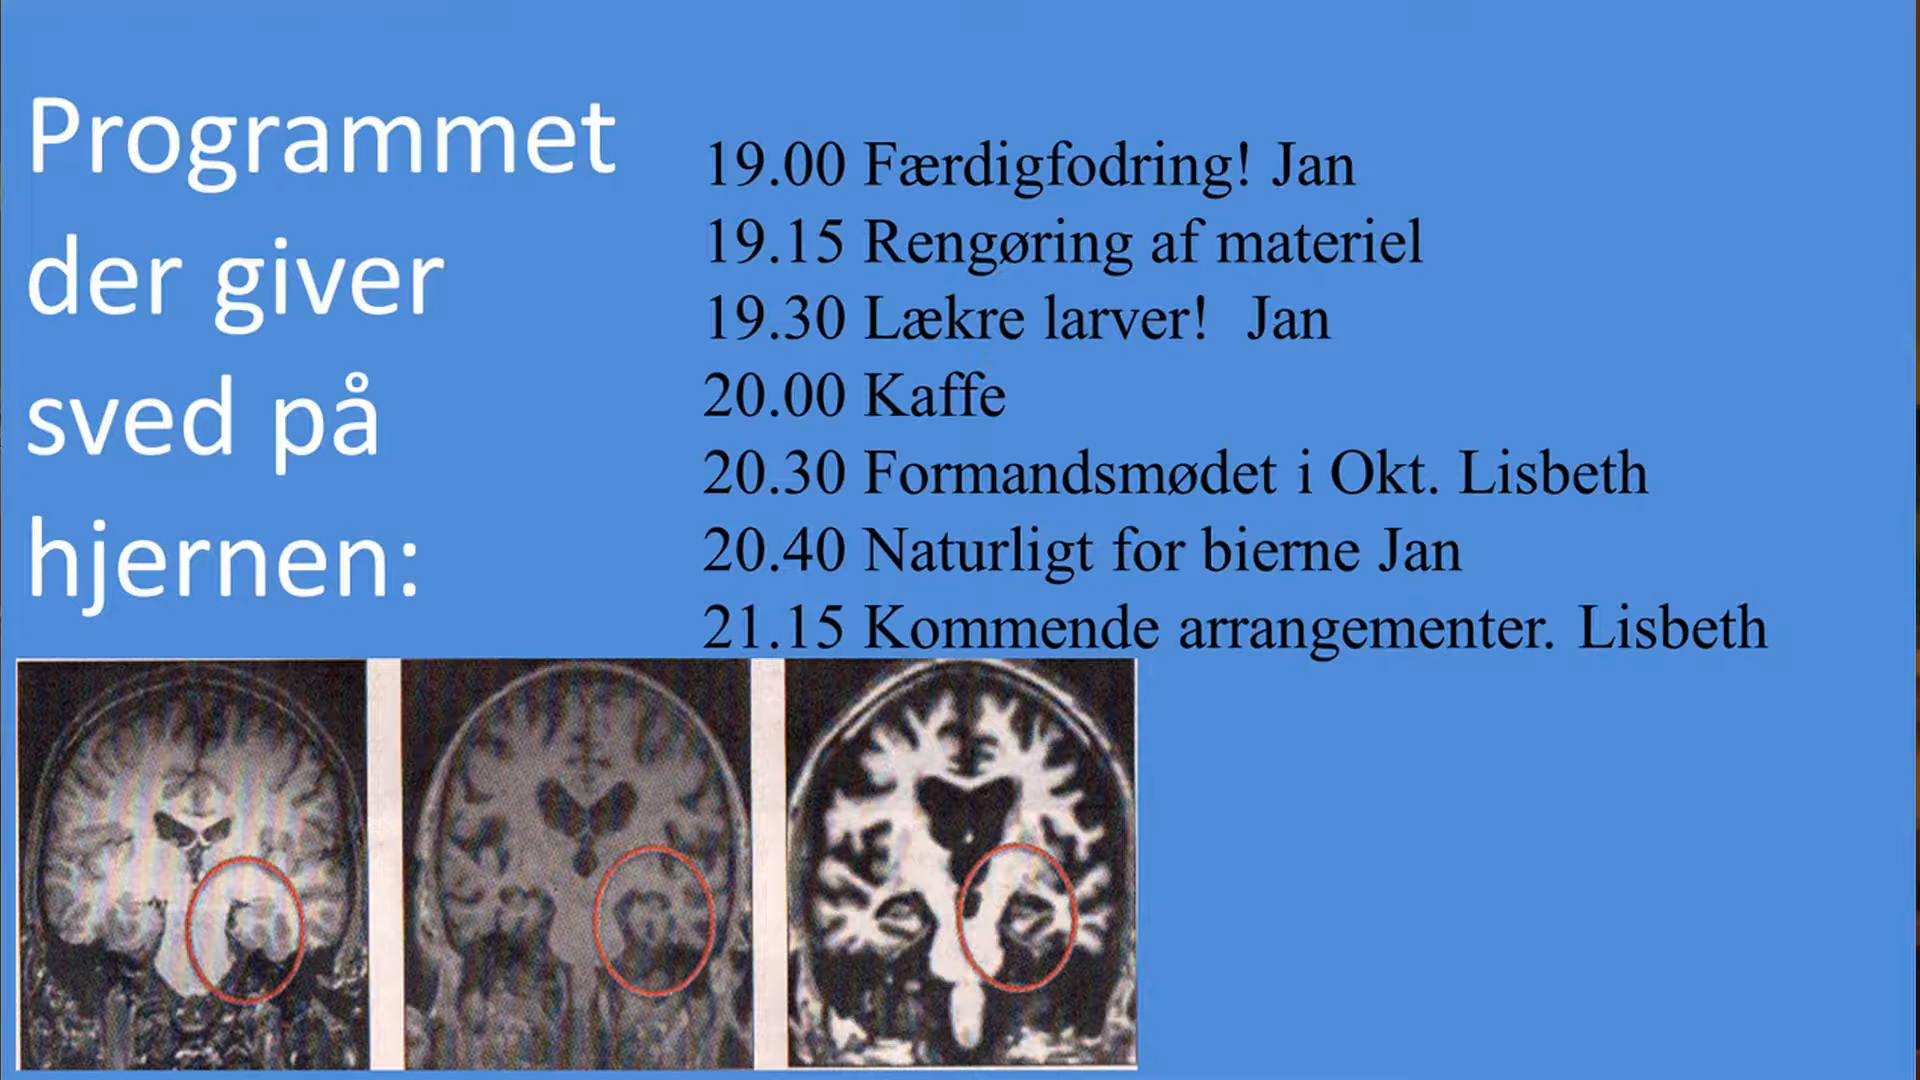 Programmet
der giver
sved på
hjernen:
19.00 Færdigfodring! Jan
19.15 Rengøring af materiel
19.30 Lækre larver!  Jan
20.00 Kaffe
20.30 Formandsmødet i Okt. Lisbeth
20.40 Naturligt for bierne Jan
21.15 Kommende arrangementer. Lisbeth